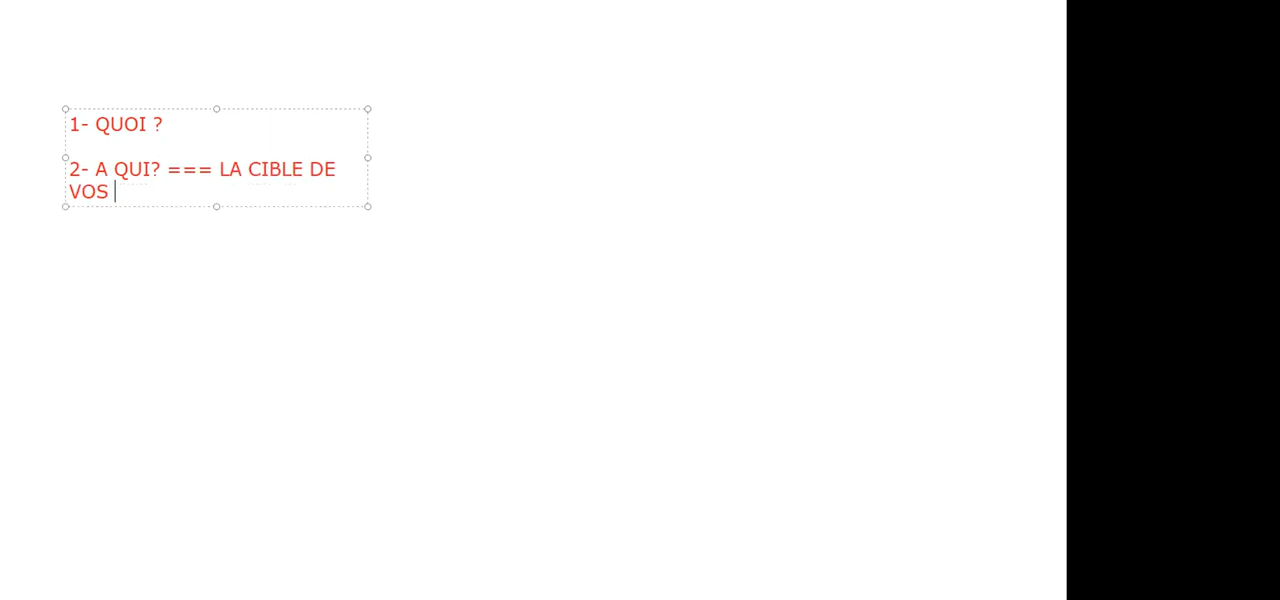 1- QUOI ?
2- A QUI? === LA CIBLE DE
VOS